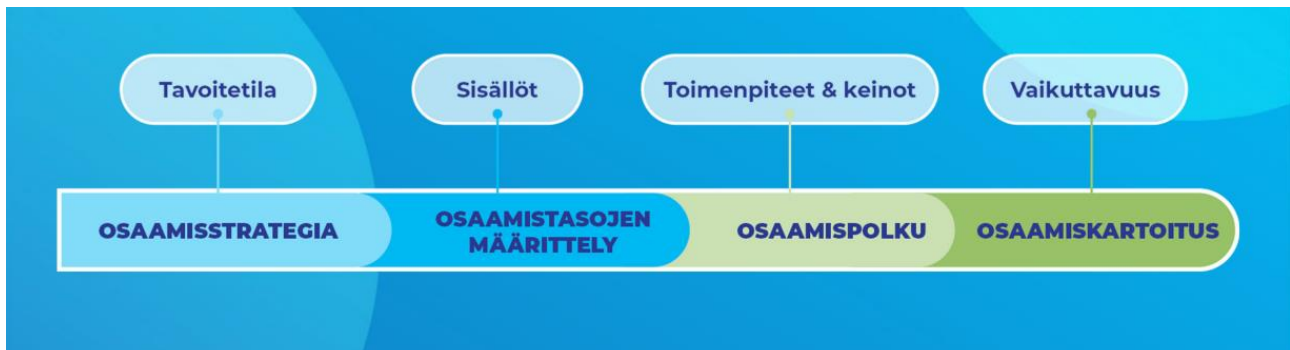 Tavoitetila
Sisällöt
Toimenpiteet & keinot
Vaikuttavuus
OSAAMISSTRATEGIA
OSAAMISTASOJEN
MÄÄRITTELY
OSAAMISPOLKU
OSAAMISKARTOITUS